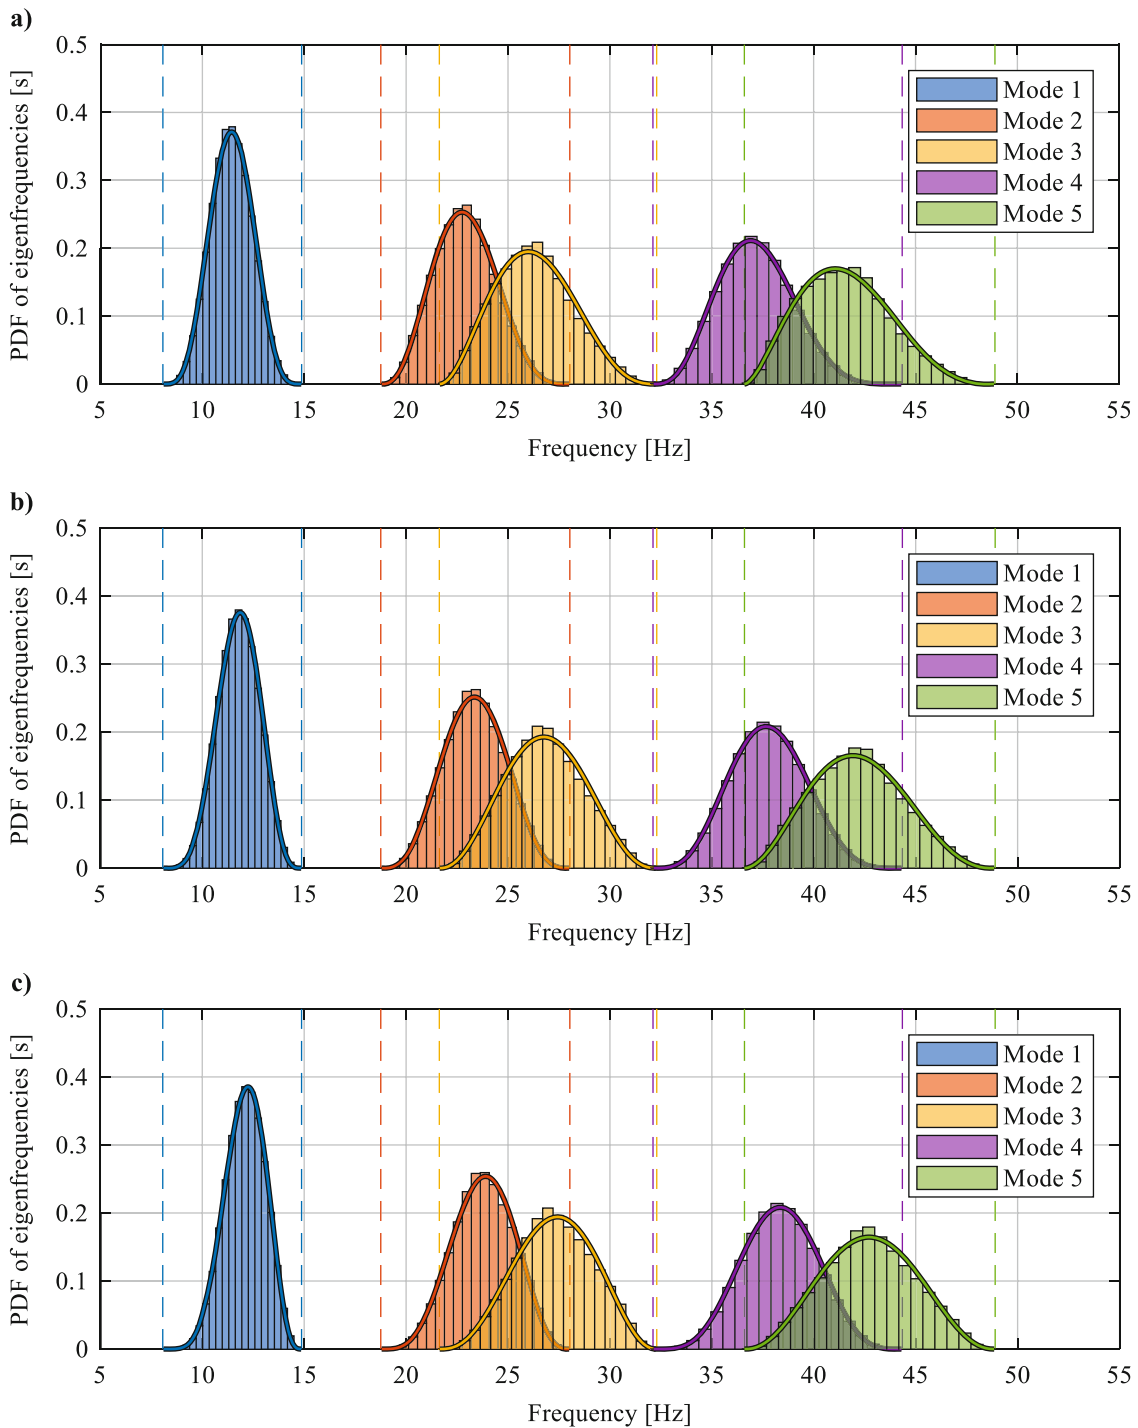 a)
PDF of eigenfrequencies [s]
0.5
0.4
0.3
0.2
0.1
0
Mode 1
Mode 2
Mode 3
Mode 4
Mode 5
5 10 15 20 25 30 35 40 45 50 55
Frequency [Hz]
b)
PDF of eigenfrequencies [s]
0.5
0.4
0.3
0.2
0.1
0
Mode 1
Mode 2
Mode 3
Mode 4
Mode 5
5 10 15 20 25 30 35 40 45 50 55
Frequency [Hz]
c)
PDF of eigenfrequencies [s]
0.5
0.4
0.3
0.2
0.1
0
Mode 1
Mode 2
Mode 3
Mode 4
Mode 5
5 10 15 20 25 30 35 40 45 50 55
Frequency [Hz]